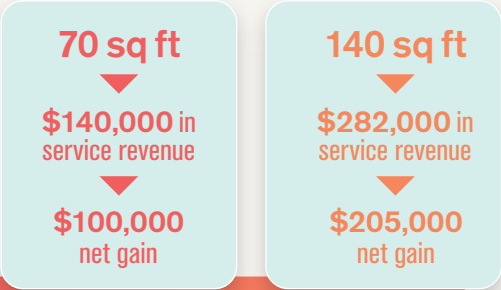 70 sq ft
$140,000 in
service revenue
$100,000
net gain
140 sq ft
$282,000 in
service revenue
$205,000
net gain